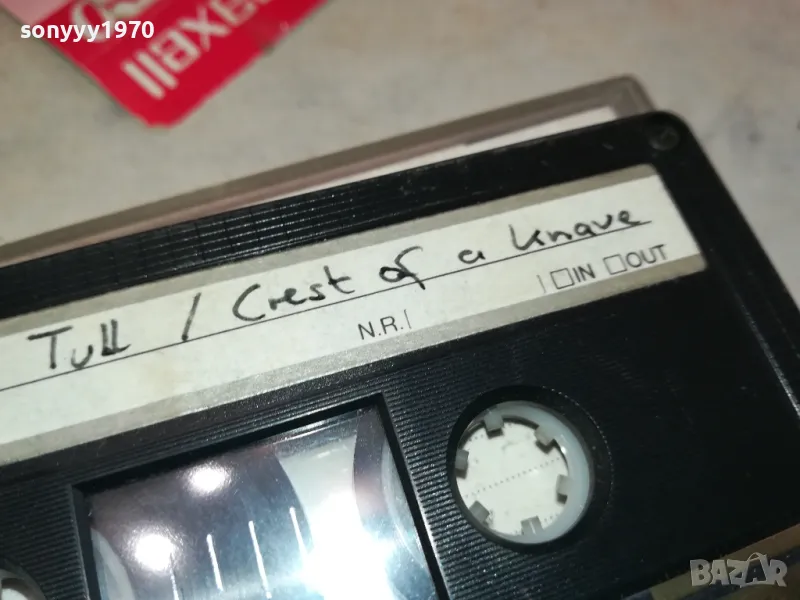 sonyyy1970
maxell
Tull / Crest of a knave
N.R.
IN OUT
BAZAR